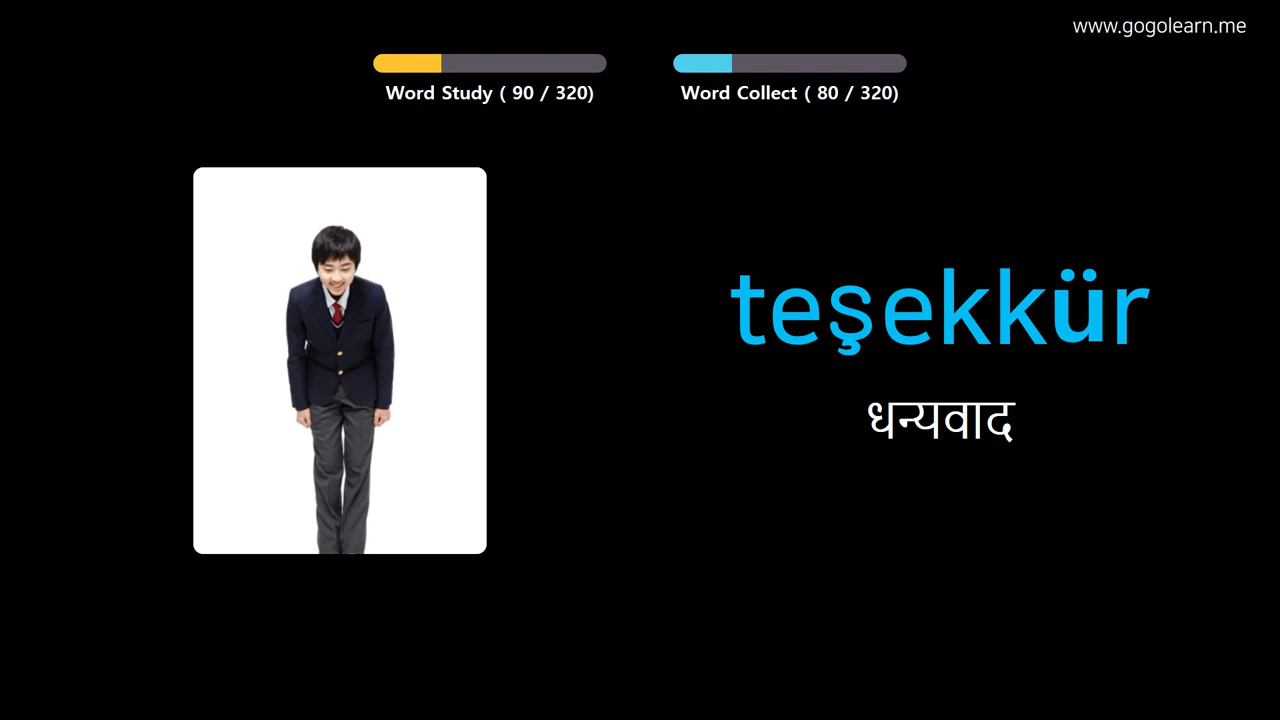 www.gogolearn.me
Word Study ( 90 / 320)
Word Collect ( 80 / 320)
teşekkür
धन्यवाद